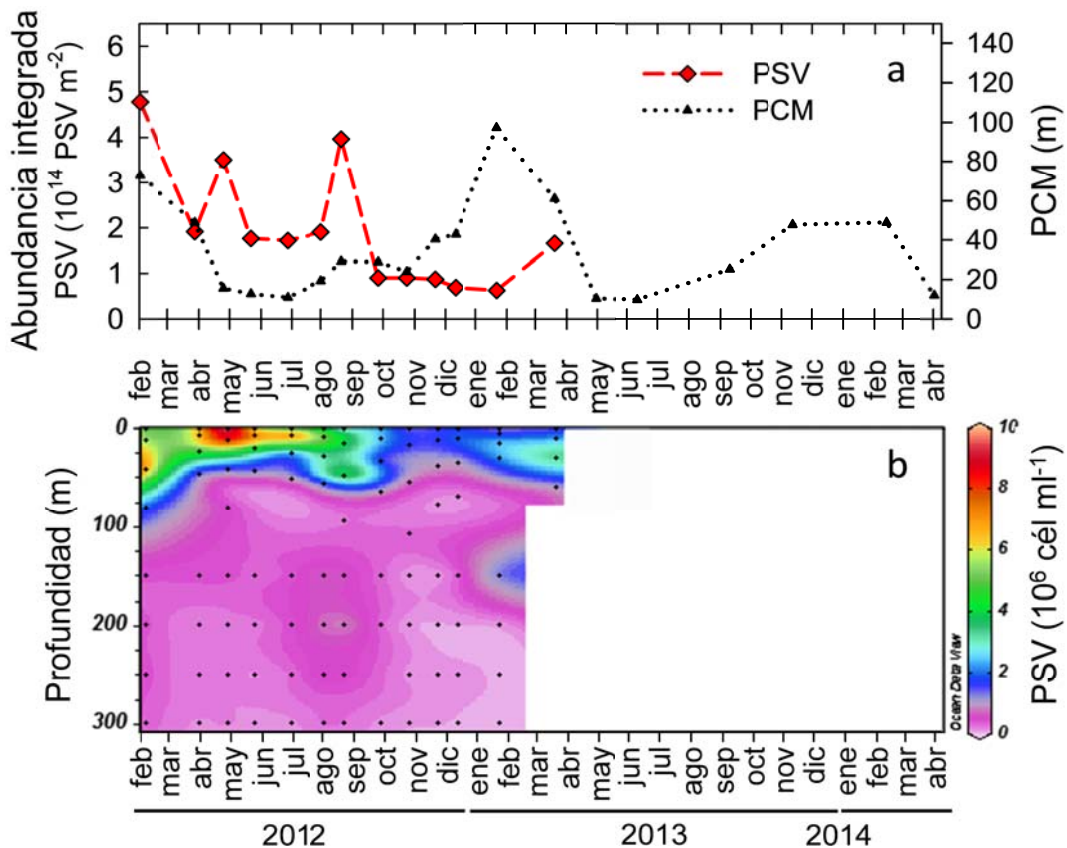 Abundancia integrada
PSV (10¹⁴ PSV m⁻²)
6
5
4
3
2
1
0
PSV
PCM
a
140
120
100
80
60
40
20
0
PCM (m)
feb mar abr may jun jul ago sep oct nov dic ene feb mar abr may jun jul ago sep oct nov dic ene feb mar abr
Profundidad (m)
0
100
200
300
b
Ocean Data View
10
8
6
4
2
0
PSV (10⁶ cél ml⁻¹)
feb mar abr may jun jul ago sep oct nov dic ene feb mar abr may jun jul ago sep oct nov dic ene feb mar abr
2012 2013 2014